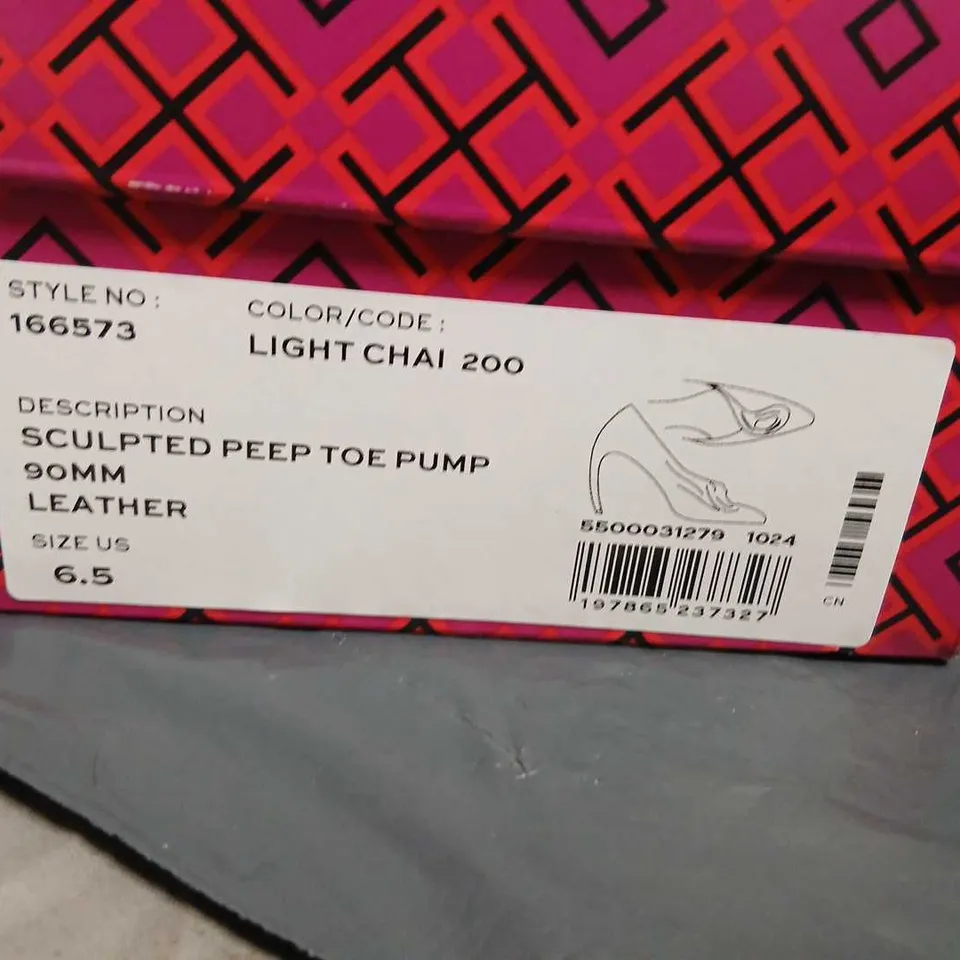 STYLE NO :
166573
COLOR/CODE :
LIGHT CHAI 200
DESCRIPTION
SCULPTED PEEP TOE PUMP
90MM
LEATHER
SIZE US
6.5
5500031279 1024
197865 237327
CN